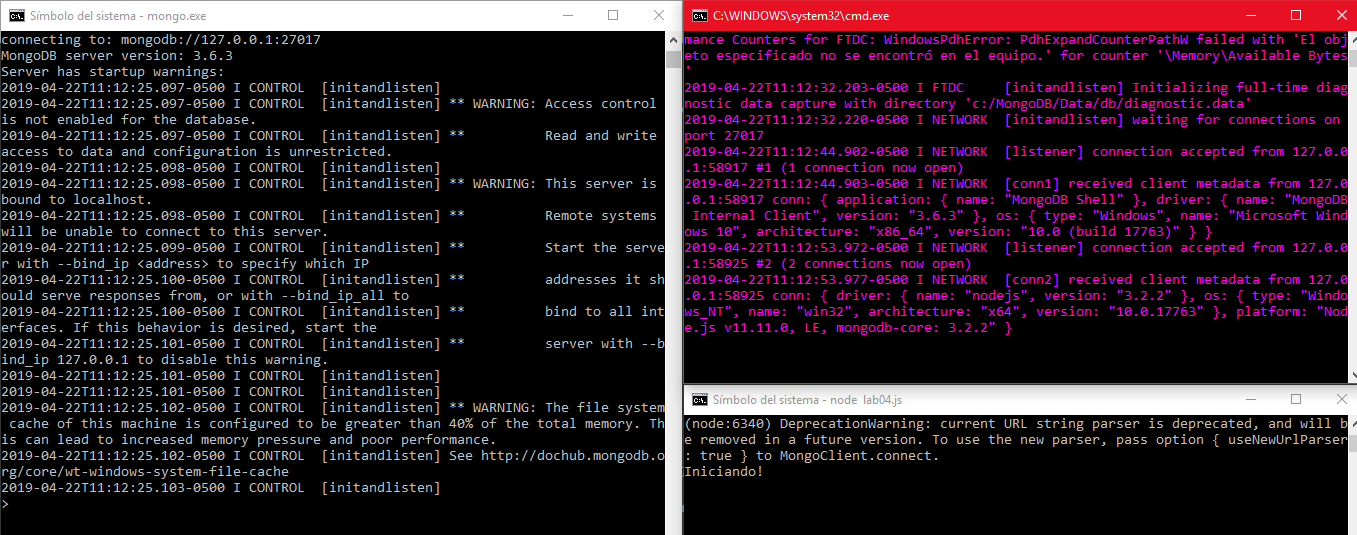 Símbolo del sistema - mongo.exe
connecting to: mongodb://127.0.0.1:27017
MongoDB server version: 3.6.3
Server has startup warnings:
2019-04-22T11:12:25.097-0500 I CONTROL  [initandlisten]
2019-04-22T11:12:25.097-0500 I CONTROL  [initandlisten] ** WARNING: Access control
is not enabled for the database.
2019-04-22T11:12:25.097-0500 I CONTROL  [initandlisten] **          Read and write
access to data and configuration is unrestricted.
2019-04-22T11:12:25.098-0500 I CONTROL  [initandlisten]
2019-04-22T11:12:25.098-0500 I CONTROL  [initandlisten] ** WARNING: This server is
bound to localhost.
2019-04-22T11:12:25.098-0500 I CONTROL  [initandlisten] **          Remote systems
will be unable to connect to this server.
2019-04-22T11:12:25.099-0500 I CONTROL  [initandlisten] **          Start the serve
r with --bind_ip <address> to specify which IP
2019-04-22T11:12:25.100-0500 I CONTROL  [initandlisten] **          addresses it sh
ould serve responses from, or with --bind_ip_all to
2019-04-22T11:12:25.100-0500 I CONTROL  [initandlisten] **          bind to all int
erfaces. If this behavior is desired, start the
2019-04-22T11:12:25.101-0500 I CONTROL  [initandlisten] **          server with --b
ind_ip 127.0.0.1 to disable this warning.
2019-04-22T11:12:25.101-0500 I CONTROL  [initandlisten]
2019-04-22T11:12:25.101-0500 I CONTROL  [initandlisten]
2019-04-22T11:12:25.102-0500 I CONTROL  [initandlisten] ** WARNING: The file system
 cache of this machine is configured to be greater than 40% of the total memory. Th
is can lead to increased memory pressure and poor performance.
2019-04-22T11:12:25.102-0500 I CONTROL  [initandlisten] See http://dochub.mongodb.o
rg/core/wt-windows-system-file-cache
2019-04-22T11:12:25.103-0500 I CONTROL  [initandlisten]
>
C:\WINDOWS\system32\cmd.exe
mance Counters for FTDC: WindowsPdhError: PdhExpandCounterPathW failed with 'El obj
eto especificado no se encontró en el equipo.' for counter '\Memory\Available Bytes
'
2019-04-22T11:12:32.203-0500 I FTDC     [initandlisten] Initializing full-time diag
nostic data capture with directory 'c:/MongoDB/Data/db/diagnostic.data'
2019-04-22T11:12:32.220-0500 I NETWORK  [initandlisten] waiting for connections on
port 27017
2019-04-22T11:12:44.902-0500 I NETWORK  [listener] connection accepted from 127.0.0
.1:58917 #1 (1 connection now open)
2019-04-22T11:12:44.903-0500 I NETWORK  [conn1] received client metadata from 127.0
.0.1:58917 conn: { application: { name: "MongoDB Shell" }, driver: { name: "MongoDB
 Internal Client", version: "3.6.3" }, os: { type: "Windows", name: "Microsoft Wind
ows 10", architecture: "x86_64", version: "10.0 (build 17763)" } }
2019-04-22T11:12:53.972-0500 I NETWORK  [listener] connection accepted from 127.0.0
.1:58925 #2 (2 connections now open)
2019-04-22T11:12:53.977-0500 I NETWORK  [conn2] received client metadata from 127.0
.0.1:58925 conn: { driver: { name: "nodejs", version: "3.2.2" }, os: { type: "Windo
ws_NT", name: "win32", architecture: "x64", version: "10.0.17763" }, platform: "Nod
e.js v11.11.0, LE, mongodb-core: 3.2.2" }
Símbolo del sistema - node  lab04.js
(node:6340) DeprecationWarning: current URL string parser is deprecated, and will b
e removed in a future version. To use the new parser, pass option { useNewUrlParser
: true } to MongoClient.connect.
Iniciando!